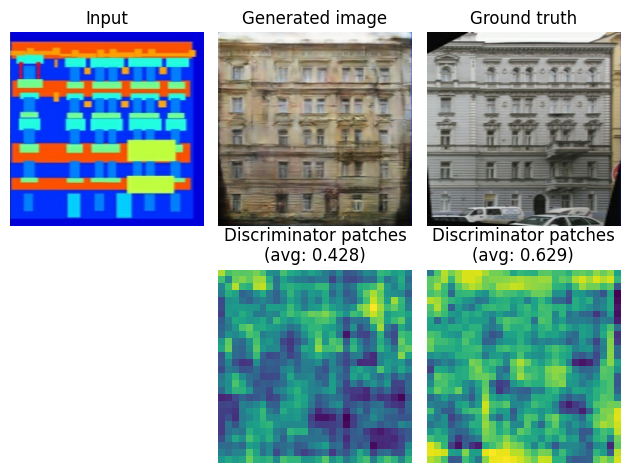 Input
Generated image
Ground truth
Discriminator patches
(avg: 0.428)
Discriminator patches
(avg: 0.629)